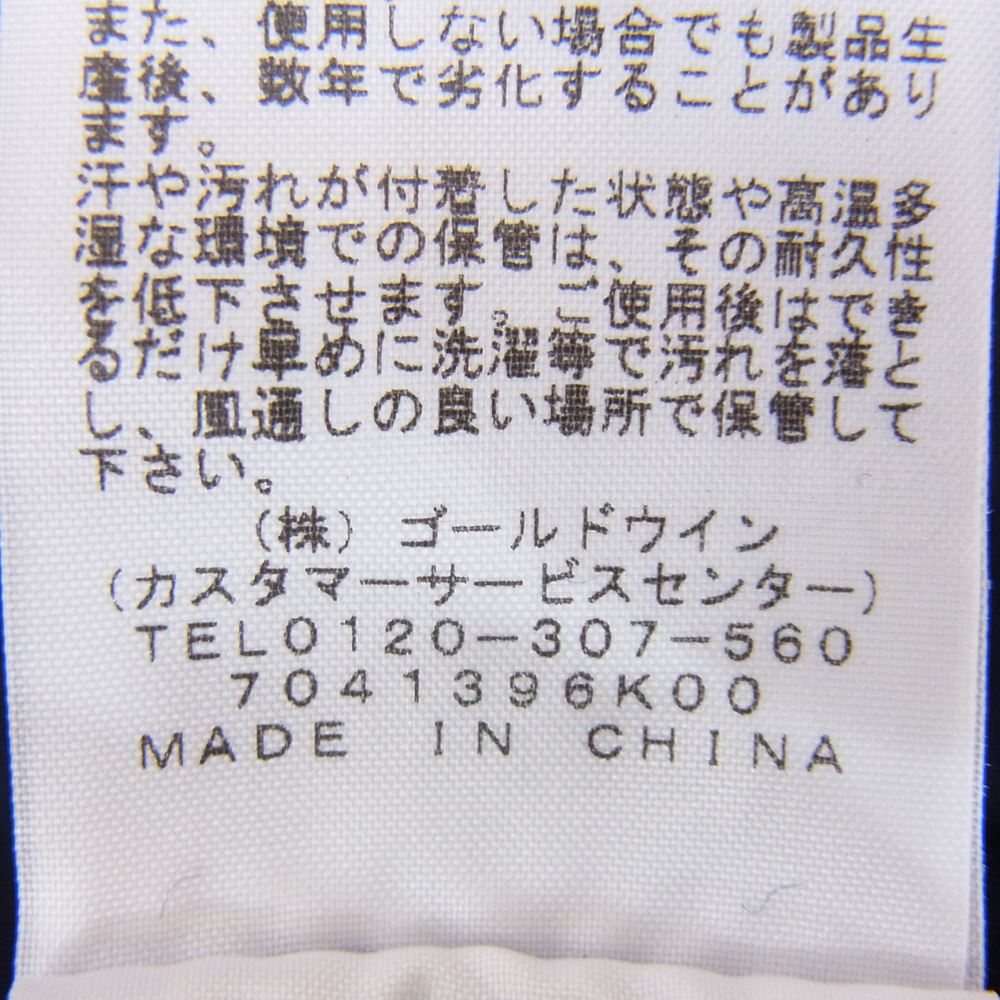 また、使用しない場合でも製品生
産後、数年で劣化することがあり
ます。
汗や汚れが付着した状態や高温多
湿な環境での保管は、その耐久性
を低下させます。ご使用後はでき
るだけ早めに洗濯等で汚れを落と
し、風通しの良い場所で保管して
下さい。
(株)ゴールドウイン
(カスタマーサービスセンター)
TEL0120-307-560
7041396K00
MADE IN CHINA